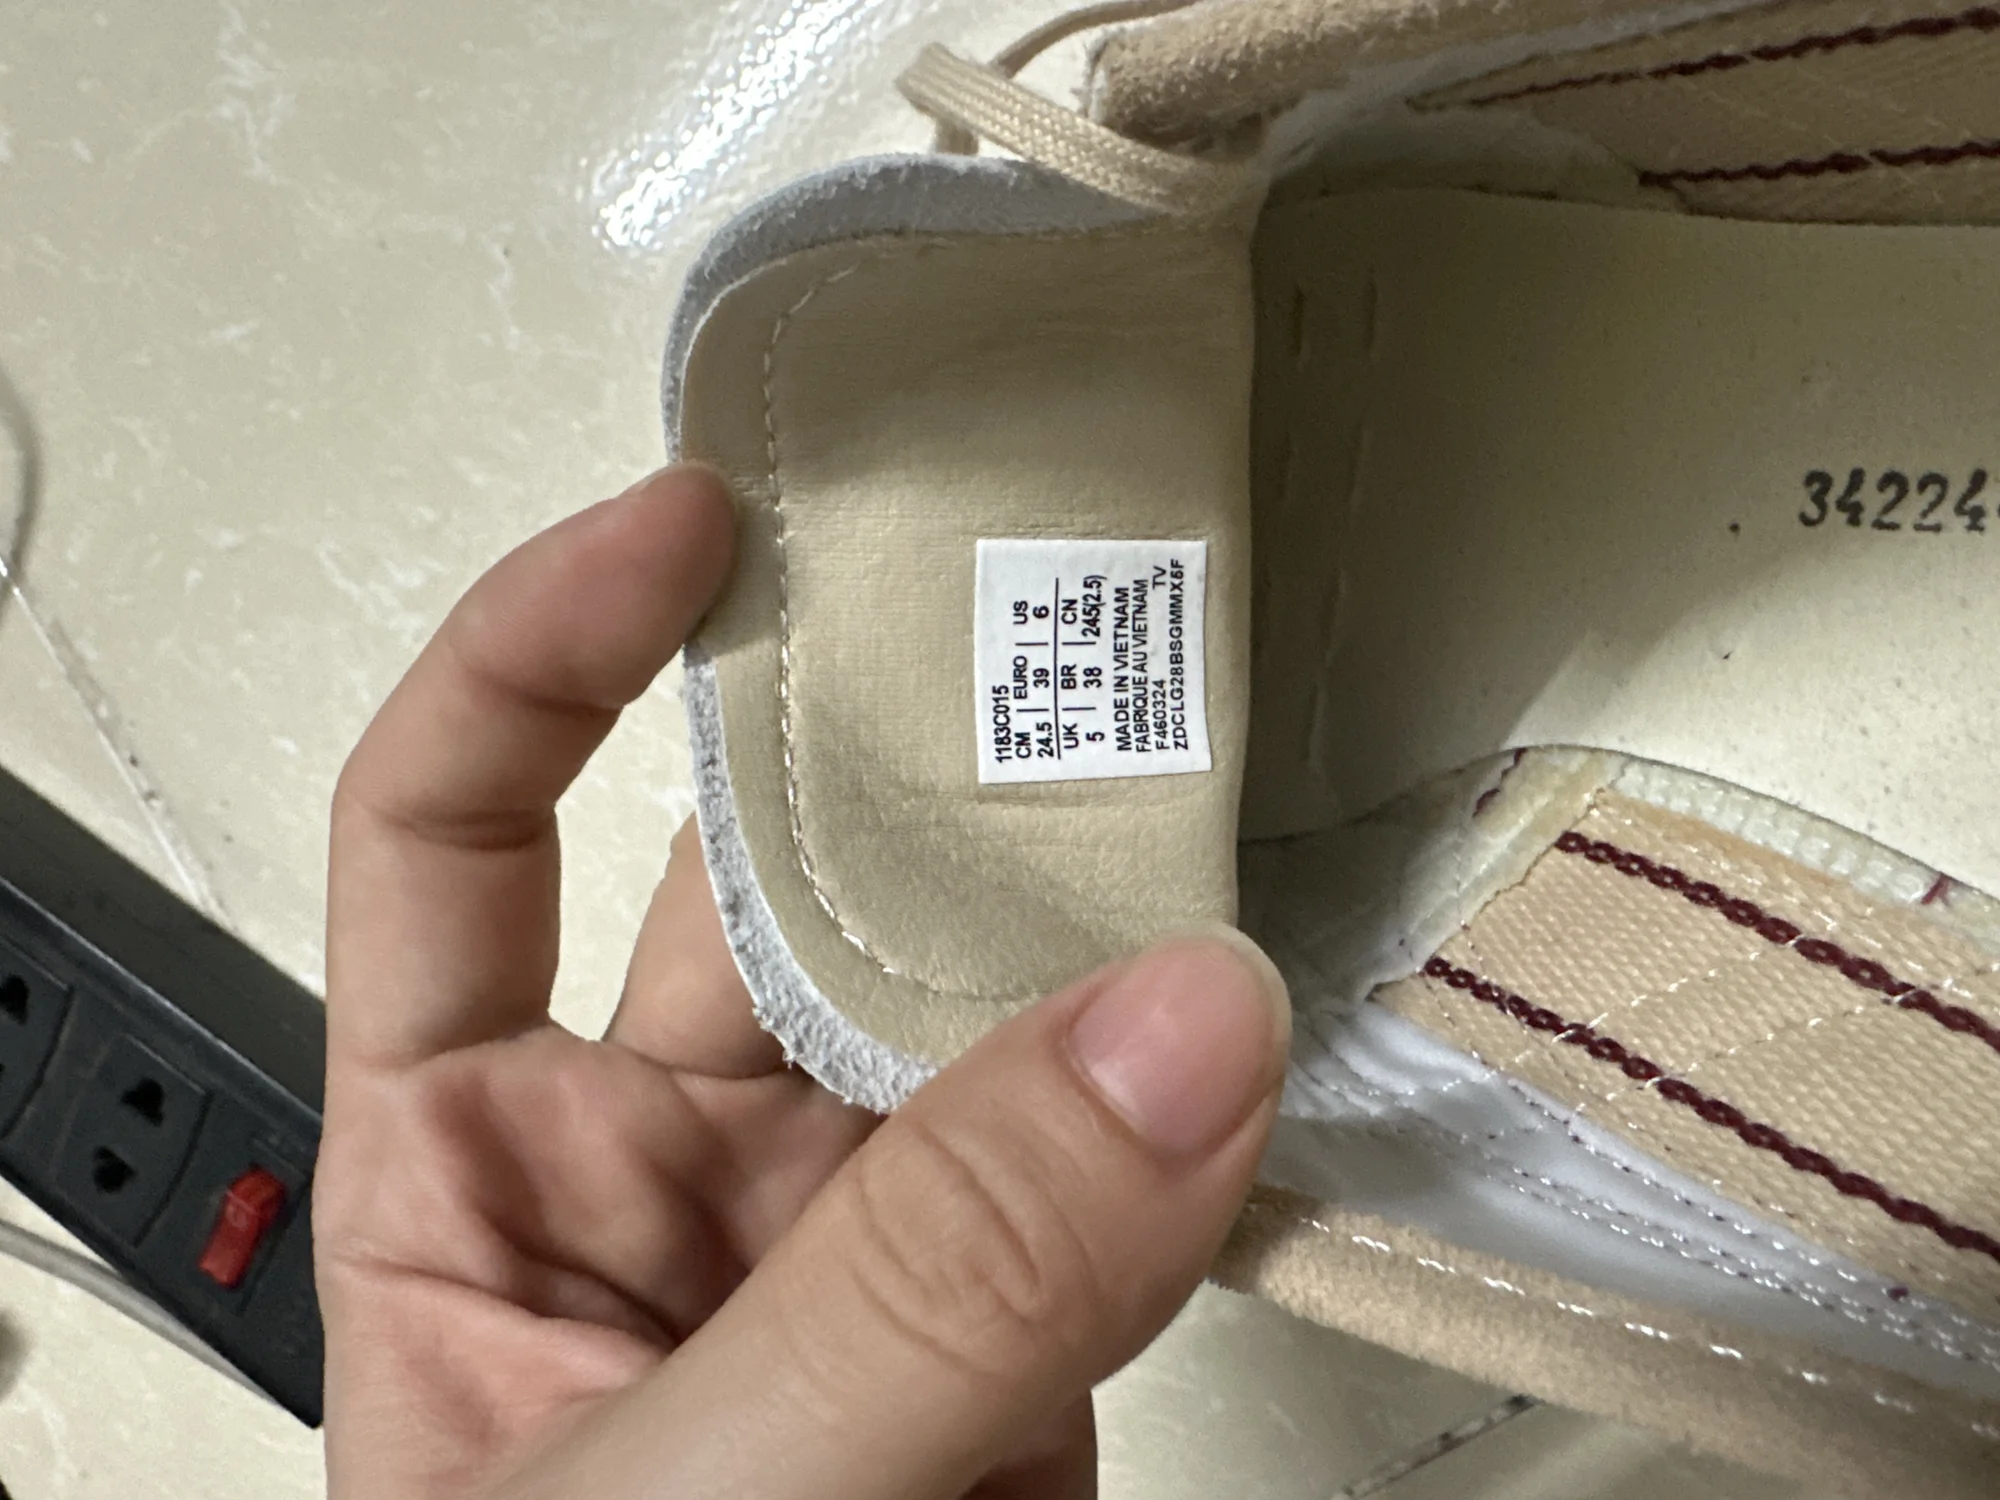 1183C015
CM | EURO | US
24.5 | 39 | 6
UK | BR | CN
5 | 38 | 245(2.5)
MADE IN VIETNAM
FABRIQUE AU VIETNAM
F460324 TV
ZDCLG28BSGMMX6F
34224